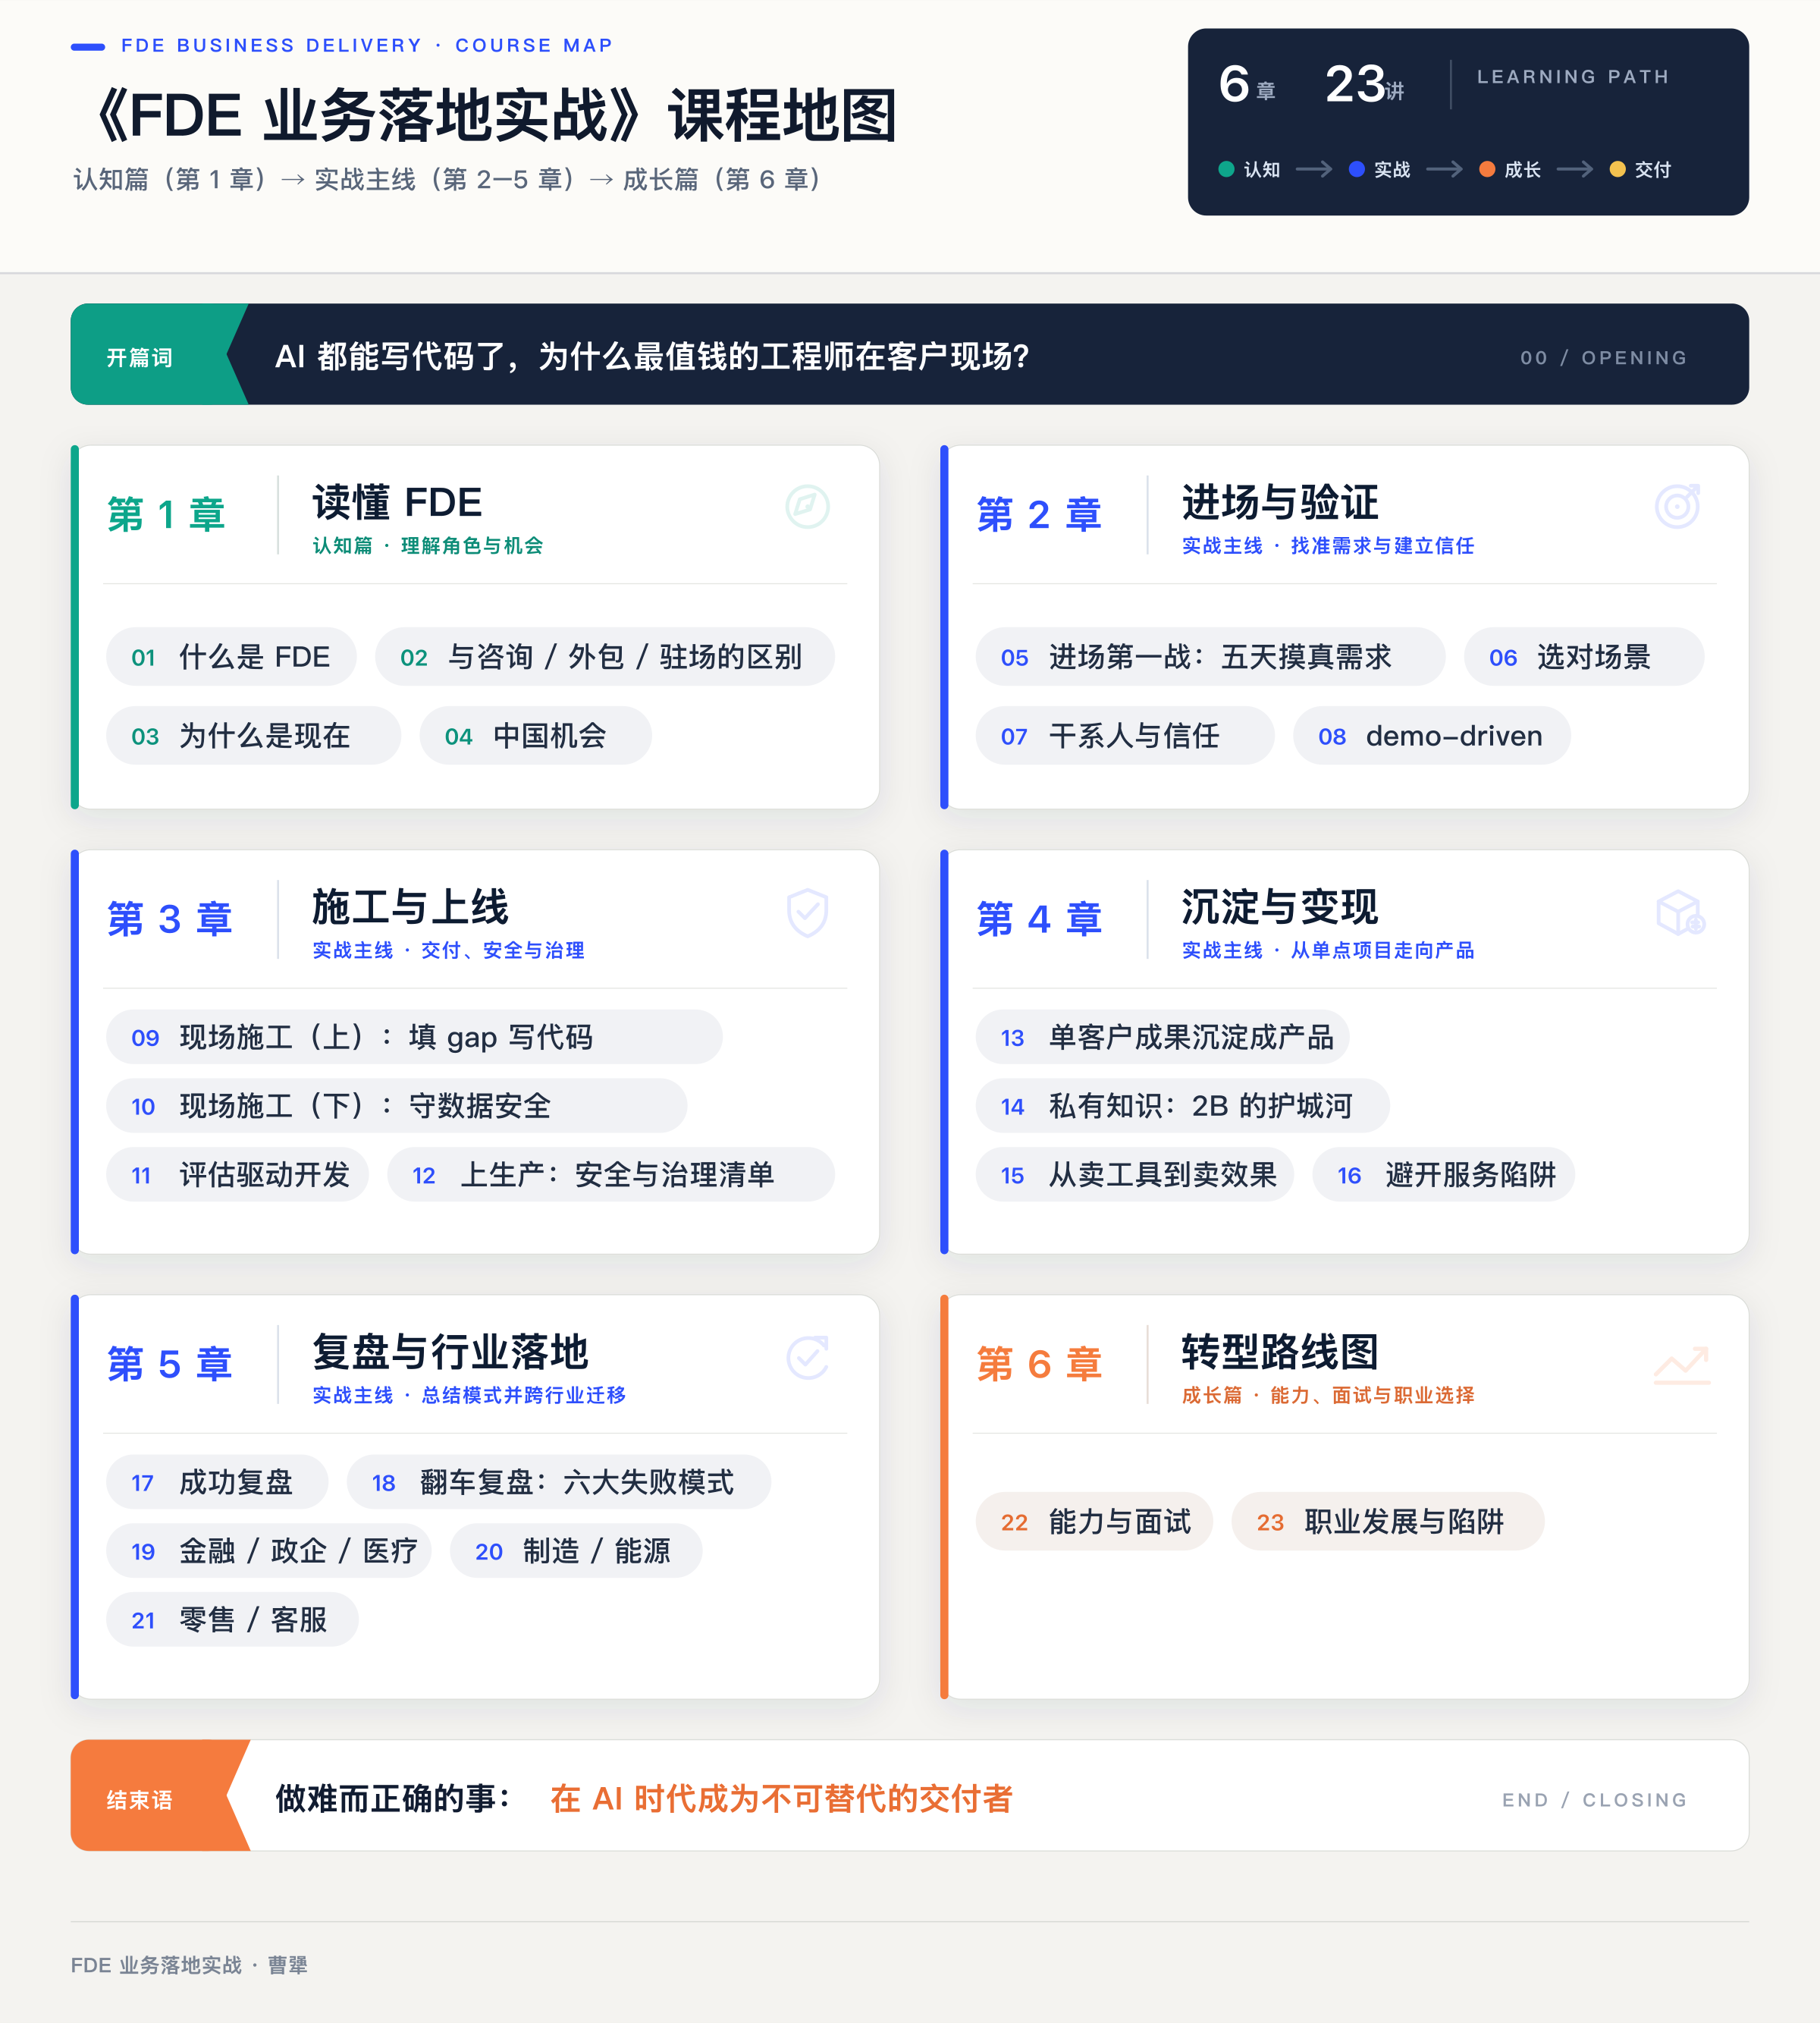 FDE BUSINESS DELIVERY · COURSE MAP
《FDE 业务落地实战》课程地图
认知篇（第 1 章）→ 实战主线（第 2–5 章）→ 成长篇（第 6 章）
6 章 23讲 LEARNING PATH
认知 → 实战 → 成长 → 交付
开篇词 AI 都能写代码了，为什么最值钱的工程师在客户现场？ 00 / OPENING
第 1 章 读懂 FDE
认知篇 · 理解角色与机会
01 什么是 FDE 02 与咨询 / 外包 / 驻场的区别
03 为什么是现在 04 中国机会
第 2 章 进场与验证
实战主线 · 找准需求与建立信任
05 进场第一战：五天摸真需求 06 选对场景
07 干系人与信任 08 demo–driven
第 3 章 施工与上线
实战主线 · 交付、安全与治理
09 现场施工（上）：填 gap 写代码
10 现场施工（下）：守数据安全
11 评估驱动开发 12 上生产：安全与治理清单
第 4 章 沉淀与变现
实战主线 · 从单点项目走向产品
13 单客户成果沉淀成产品
14 私有知识：2B 的护城河
15 从卖工具到卖效果 16 避开服务陷阱
第 5 章 复盘与行业落地
实战主线 · 总结模式并跨行业迁移
17 成功复盘 18 翻车复盘：六大失败模式
19 金融 / 政企 / 医疗 20 制造 / 能源
21 零售 / 客服
第 6 章 转型路线图
成长篇 · 能力、面试与职业选择
22 能力与面试 23 职业发展与陷阱
结束语 做难而正确的事： 在 AI 时代成为不可替代的交付者 END / CLOSING
FDE 业务落地实战 · 曹犟